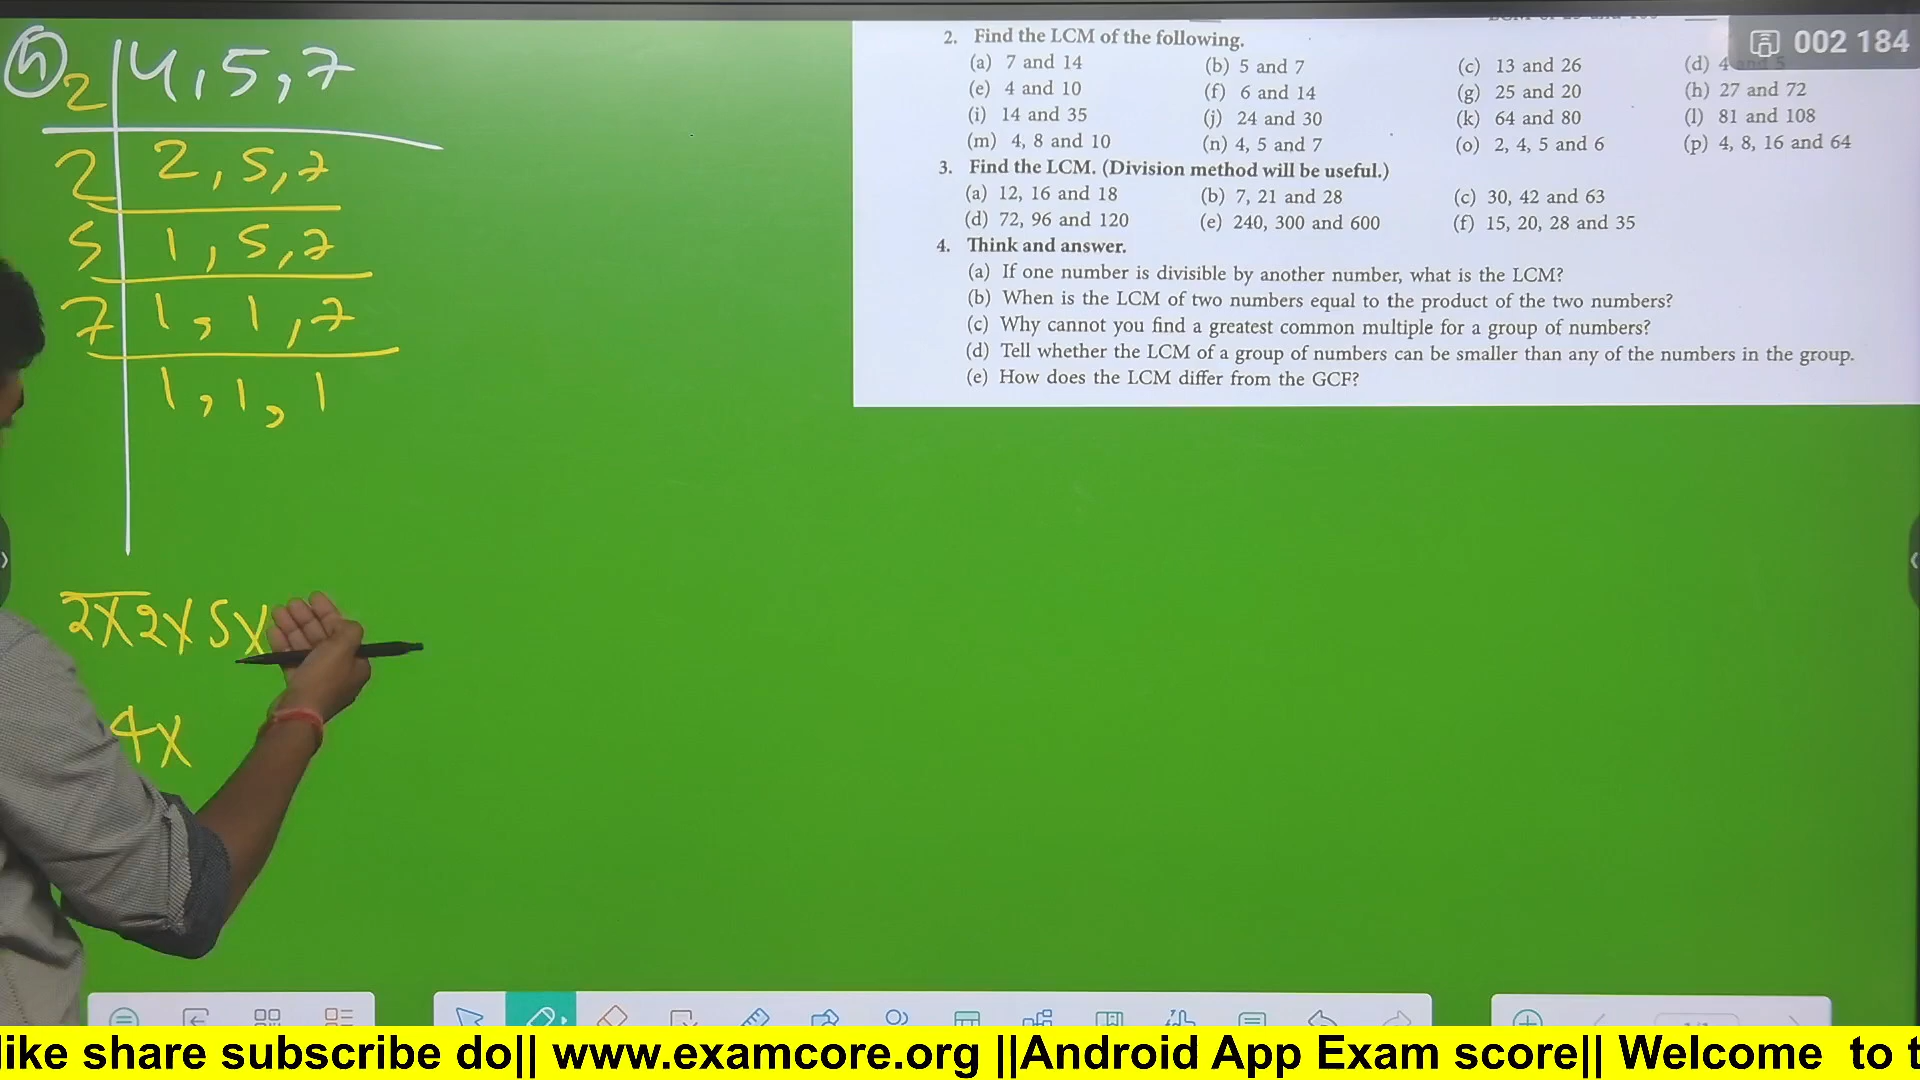 (n) 2 | 4, 5, 7
2 | 2, 5, 7
5 | 1, 5, 7
7 | 1, 1, 7
1, 1, 1
2X2X5X
4X
2. Find the LCM of the following.
(a) 7 and 14 (b) 5 and 7 (c) 13 and 26 (d) 4 and 5
(e) 4 and 10 (f) 6 and 14 (g) 25 and 20 (h) 27 and 72
(i) 14 and 35 (j) 24 and 30 (k) 64 and 80 (l) 81 and 108
(m) 4, 8 and 10 (n) 4, 5 and 7 (o) 2, 4, 5 and 6 (p) 4, 8, 16 and 64
3. Find the LCM. (Division method will be useful.)
(a) 12, 16 and 18 (b) 7, 21 and 28 (c) 30, 42 and 63
(d) 72, 96 and 120 (e) 240, 300 and 600 (f) 15, 20, 28 and 35
4. Think and answer.
(a) If one number is divisible by another number, what is the LCM?
(b) When is the LCM of two numbers equal to the product of the two numbers?
(c) Why cannot you find a greatest common multiple for a group of numbers?
(d) Tell whether the LCM of a group of numbers can be smaller than any of the numbers in the group.
(e) How does the LCM differ from the GCF?
002 184
like share subscribe do|| www.examcore.org ||Android App Exam score|| Welcome to t